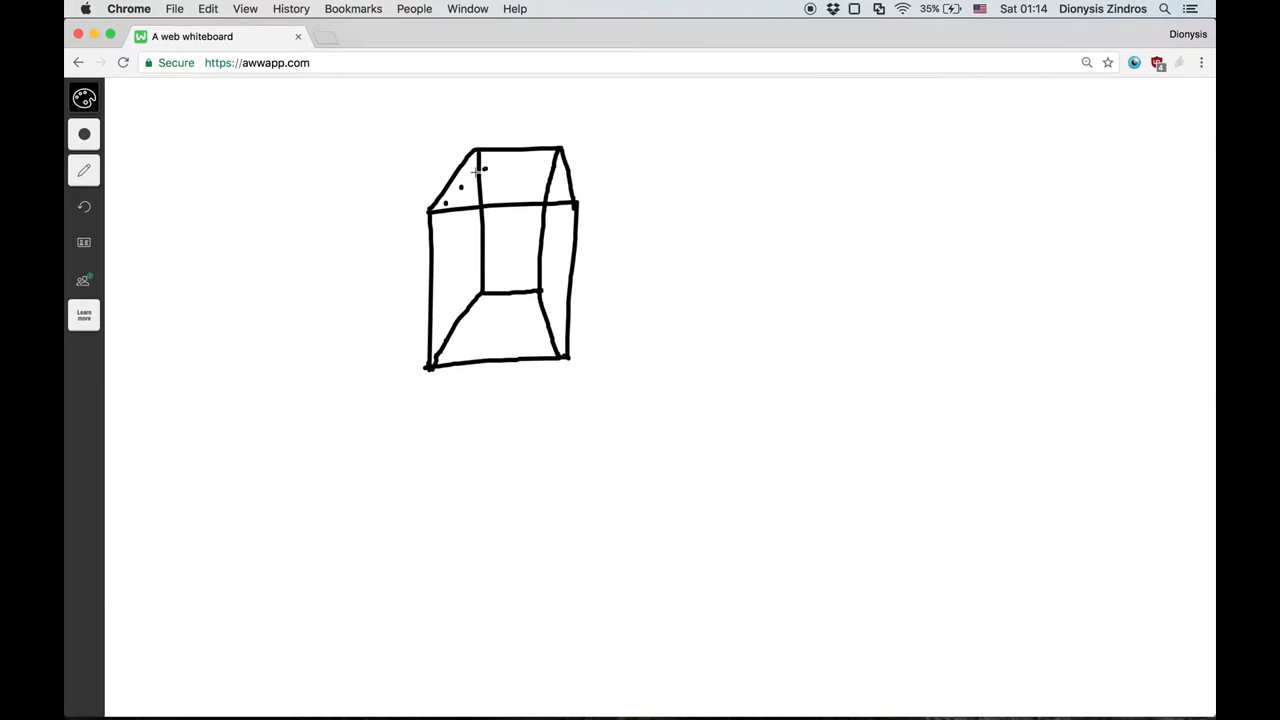 Chrome File Edit View History Bookmarks People Window Help 35% Sat 01:14 Dionysis Zindros
A web whiteboard Dionysis
Secure https://awwapp.com 4
Learn
more